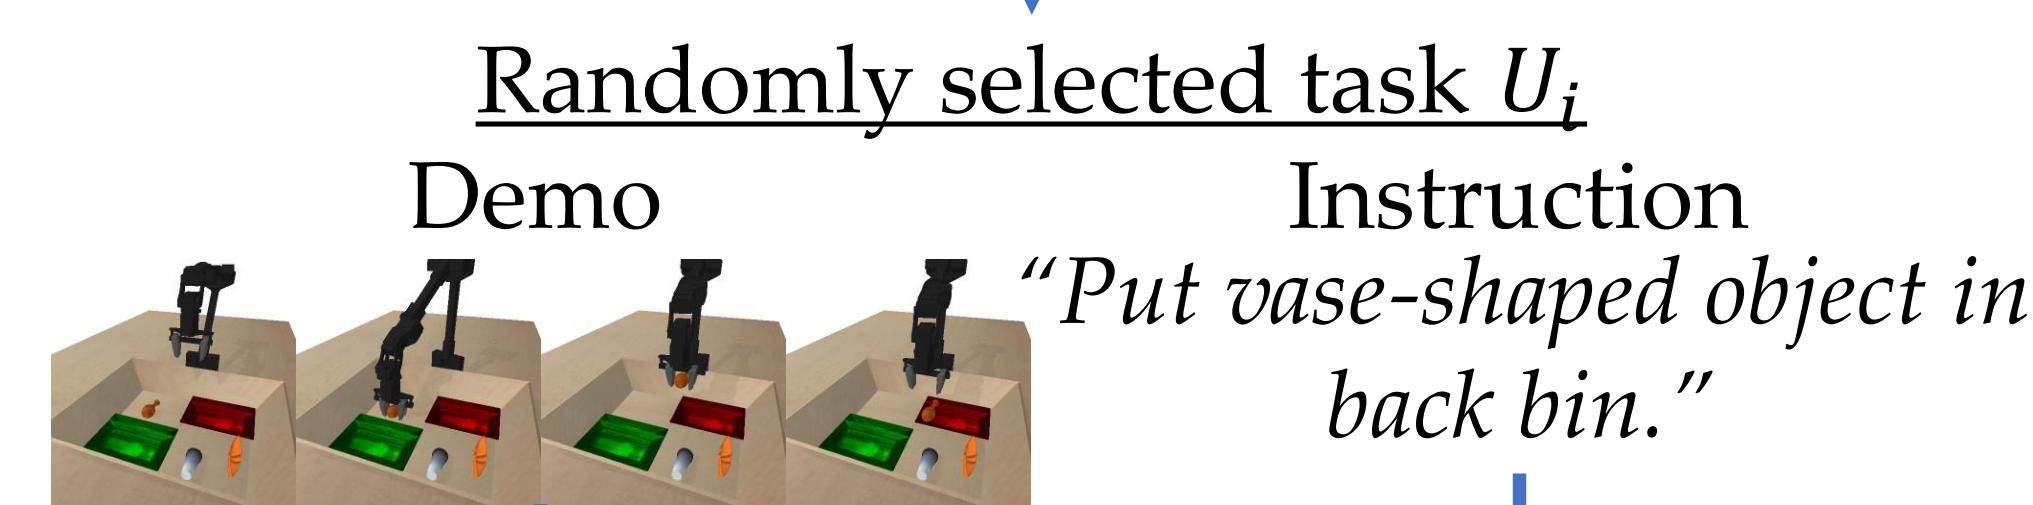 Randomly selected task U_i
Demo
Instruction
“Put vase-shaped object in
back bin.”